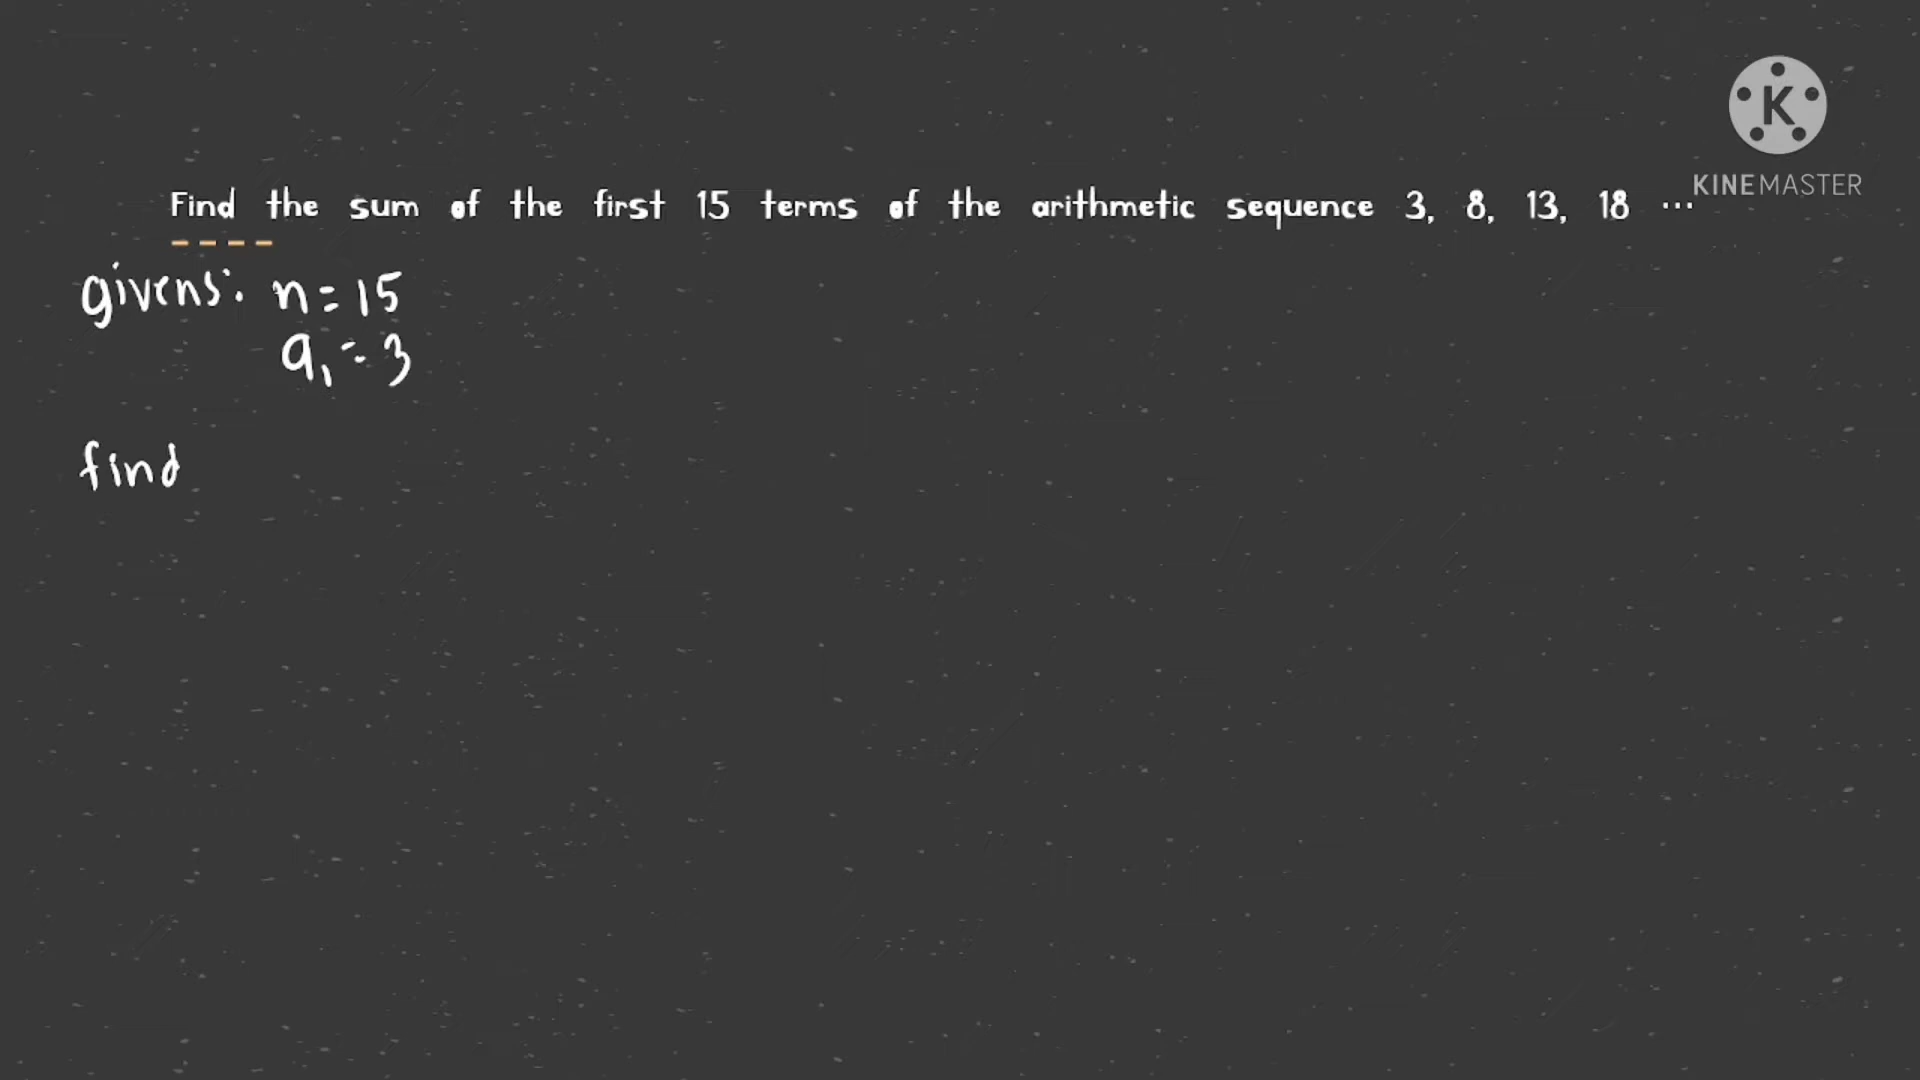 K
KINEMASTER
Find the sum of the first 15 terms of the arithmetic sequence 3, 8, 13, 18 ...
givens: n = 15
a₁ = 3
find